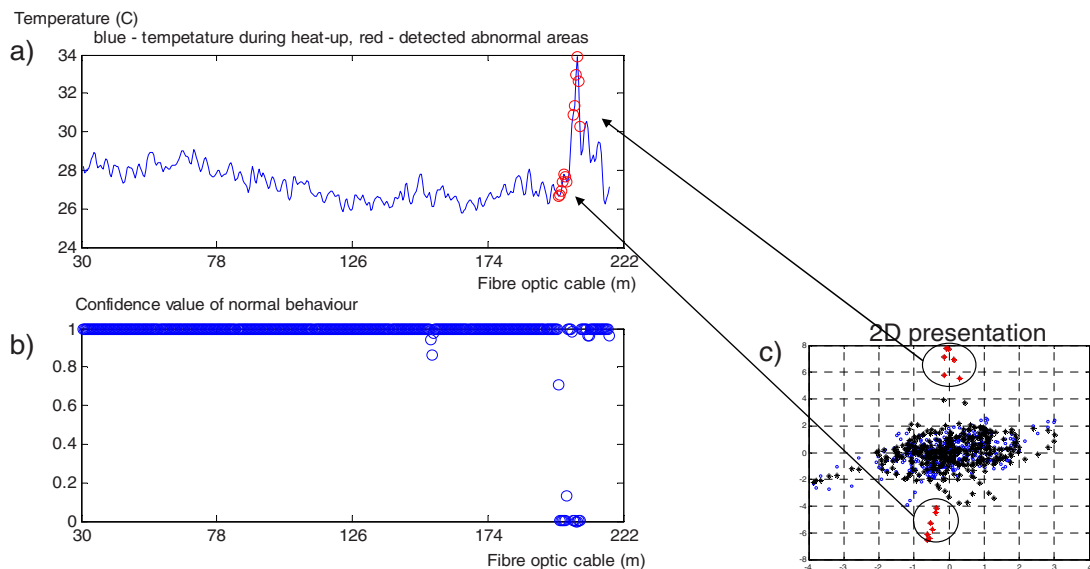 Temperature (C)
blue - tempetature during heat-up, red - detected abnormal areas
a)
34
32
30
28
26
24
30 78 126 174 222
Fibre optic cable (m)
Confidence value of normal behaviour
b)
1
0.8
0.6
0.4
0.2
0
30 78 126 174 222
Fibre optic cable (m)
2D presentation
c)
8
6
4
2
0
-2
-4
-6
-8
-4 -3 -2 -1 0 1 2 3 4